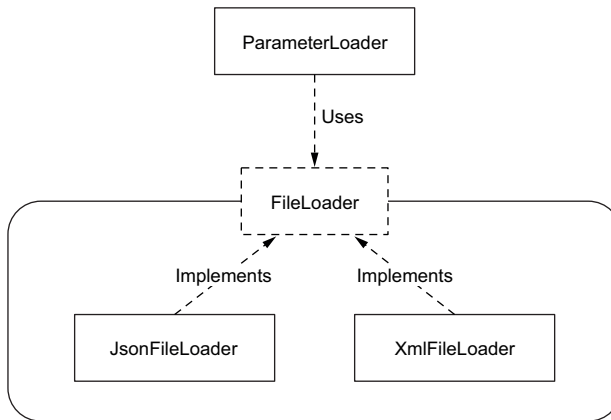 ParameterLoader
Uses
FileLoader
Implements
Implements
JsonFileLoader
XmlFileLoader